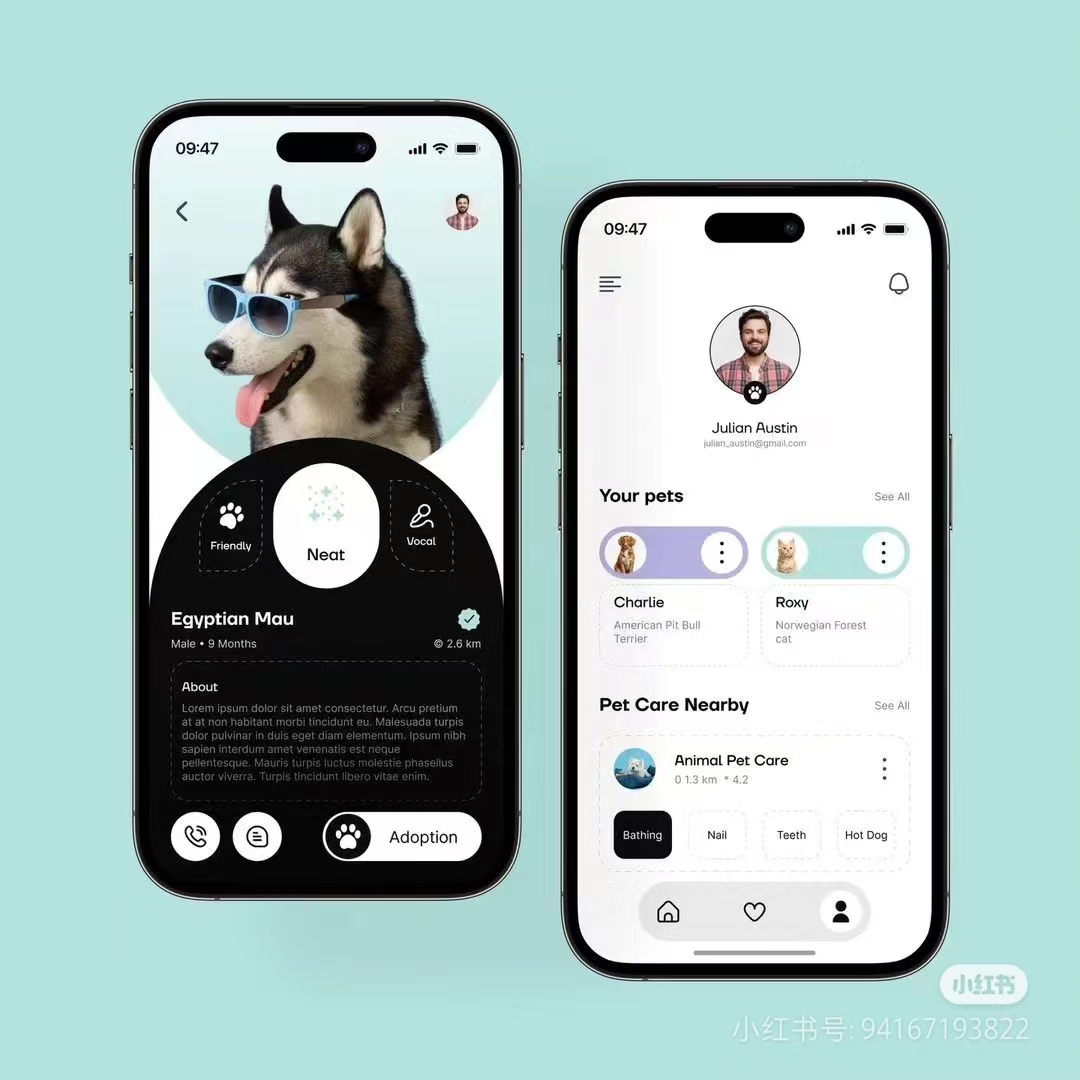 09:47
Friendly
Neat
Vocal
Egyptian Mau
Male • 9 Months
© 2.6 km
About
Lorem ipsum dolor sit amet consectetur. Arcu pretium
at at non habitant morbi tincidunt eu. Malesuada turpis
dolor pulvinar in duis eget diam elementum. Ipsum nibh
sapien interdum amet venenatis est neque
pellentesque. Mauris turpis luctus molestie phasellus
auctor viverra. Turpis tincidunt libero vitae enim.
Adoption
09:47
Julian Austin
julian_austin@gmail.com
Your pets
See All
Charlie
American Pit Bull
Terrier
Roxy
Norwegian Forest
cat
Pet Care Nearby
See All
Animal Pet Care
0 1.3 km * 4.2
Bathing
Nail
Teeth
Hot Dog
小红书
小红书号: 94167193822